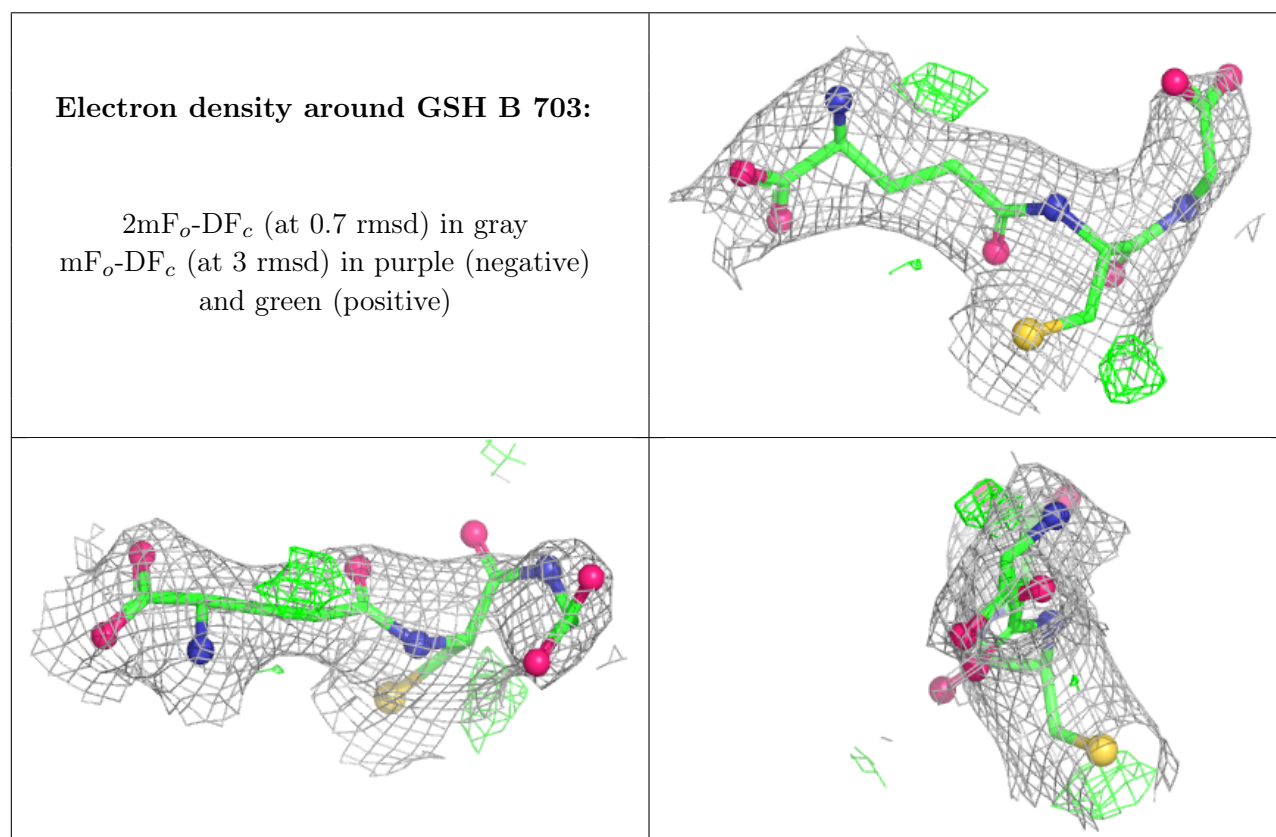 Electron density around GSH B 703:
2mFo-DFc (at 0.7 rmsd) in gray
mFo-DFc (at 3 rmsd) in purple (negative)
and green (positive)